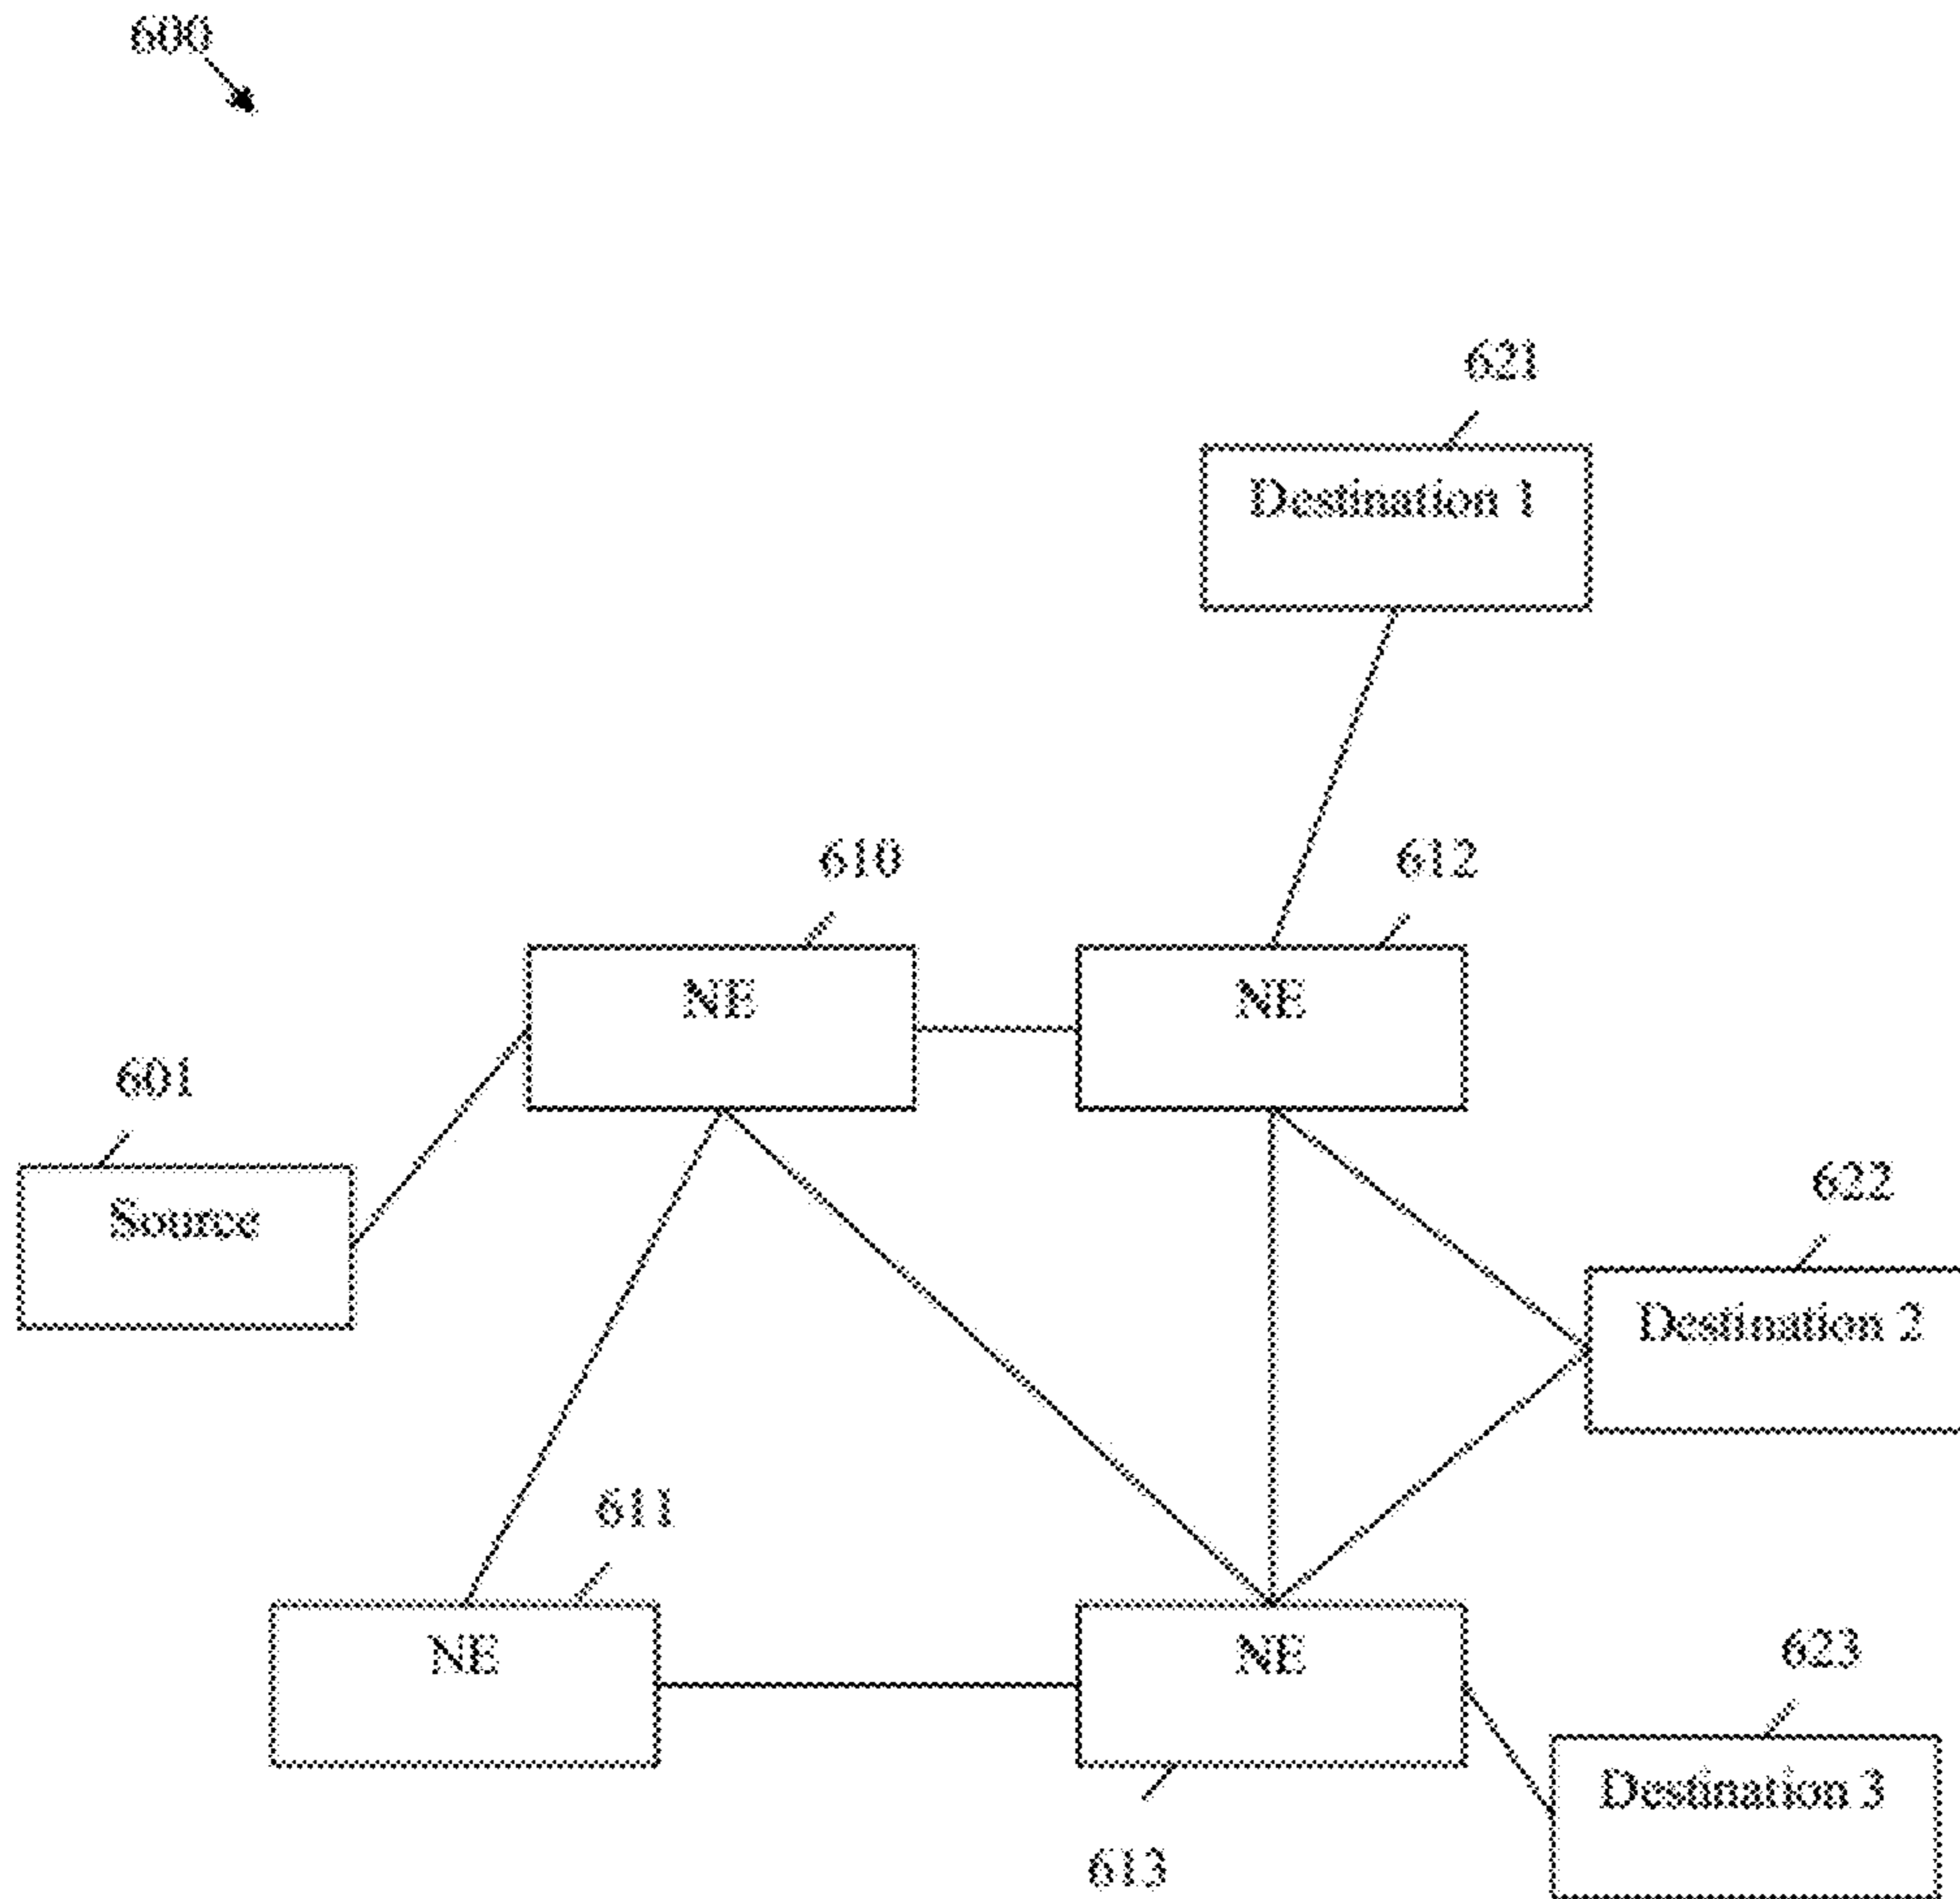 600
621
Destination 1
610
612
NE
NE
601
Source
622
Destination 2
611
NE
NE
623
Destination 3
613